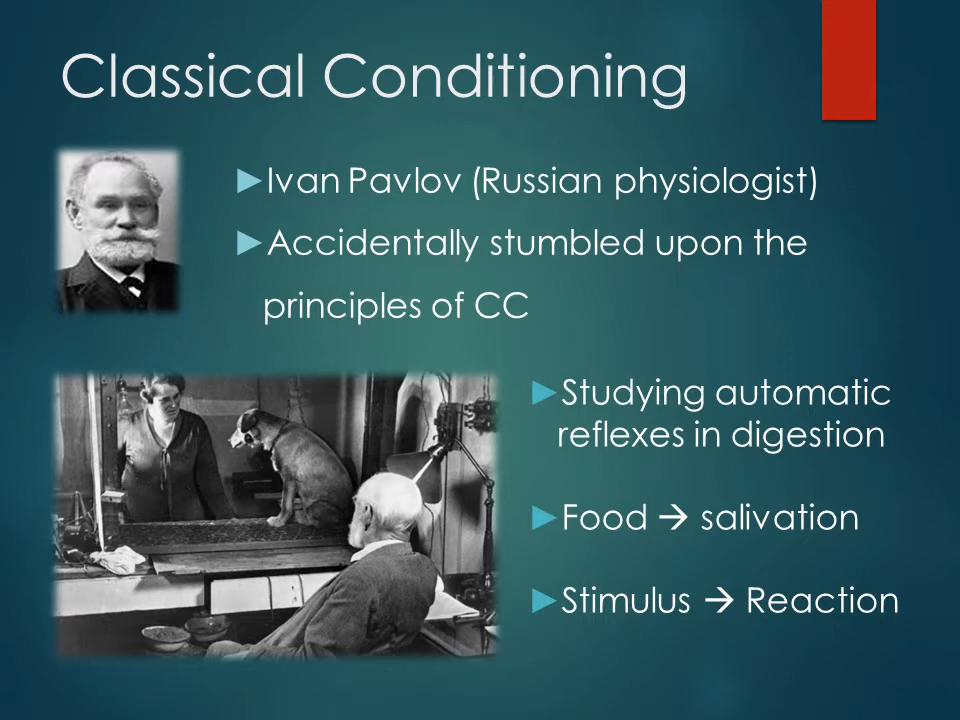 Classical Conditioning
►Ivan Pavlov (Russian physiologist)
►Accidentally stumbled upon the
principles of CC
►Studying automatic
reflexes in digestion
►Food → salivation
►Stimulus → Reaction